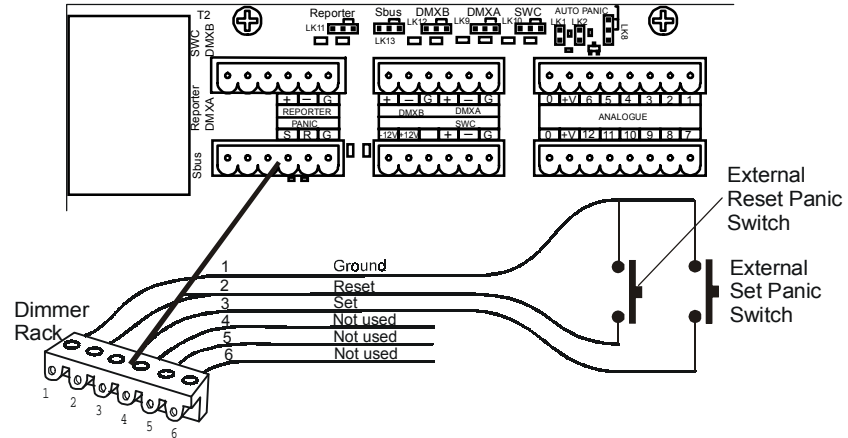 T2
Reporter Sbus DMXB DMXA SWC AUTO PANIC
LK11 LK13 LK12 LK9 LK10 LK1 LK2 LK8
SWC
DMXB
Reporter
DMXA
Sbus
+ – G
REPORTER
PANIC
S R G
+ – G + – G
DMXB DMXA
SWC
+12V +12V + – G
0 +V 6 5 4 3 2 1
ANALOGUE
0 +V 12 11 10 9 8 7
External
Reset Panic
Switch
External
Set Panic
Switch
1 Ground
2 Reset
3 Set
4 Not used
5 Not used
6 Not used
Dimmer
Rack
1 2 3 4 5 6